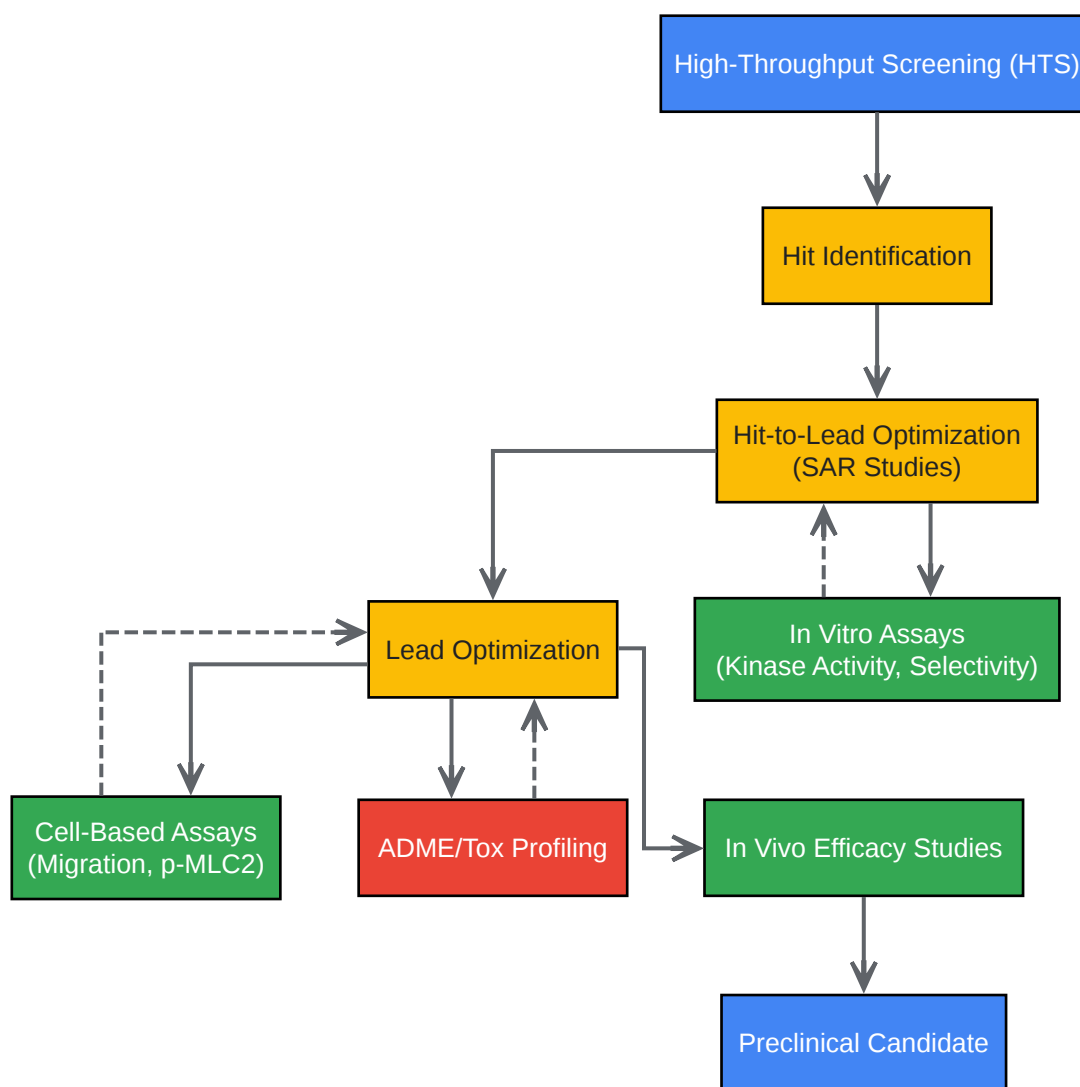 High-Throughput Screening (HTS)
Hit Identification
Hit-to-Lead Optimization
(SAR Studies)
In Vitro Assays
(Kinase Activity, Selectivity)
Lead Optimization
Cell-Based Assays
(Migration, p-MLC2)
ADME/Tox Profiling
In Vivo Efficacy Studies
Preclinical Candidate